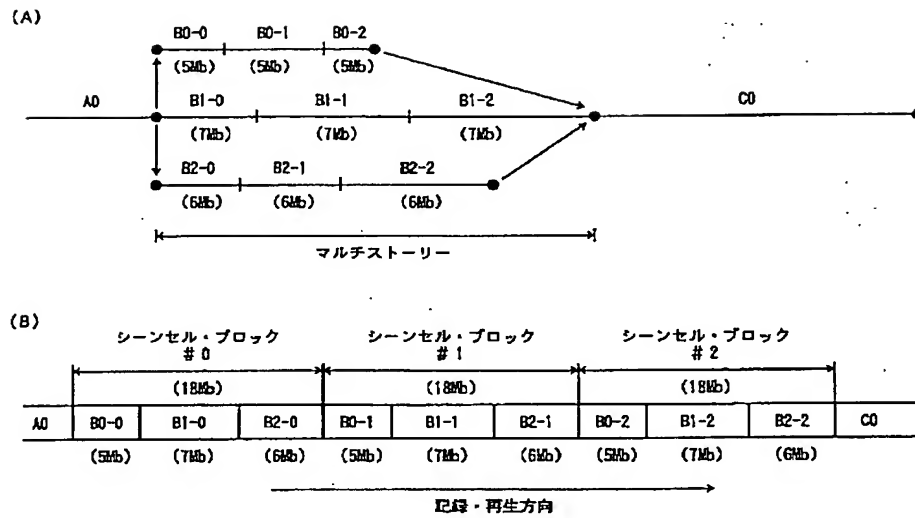 (A)
B0-0 B0-1 B0-2
(5Mb) (5Mb) (5Mb)
A0 B1-0 B1-1 B1-2 C0
(7Mb) (7Mb) (7Mb)
B2-0 B2-1 B2-2
(6Mb) (6Mb) (6Mb)
マルチストーリー
(B)
シーンセル・ブロック シーンセル・ブロック シーンセル・ブロック
#0 #1 #2
(18Mb) (18Mb) (18Mb)
A0 B0-0 B1-0 B2-0 B0-1 B1-1 B2-1 B0-2 B1-2 B2-2 C0
(5Mb) (7Mb) (6Mb) (5Mb) (7Mb) (6Mb) (5Mb) (7Mb) (6Mb)
記録・再生方向